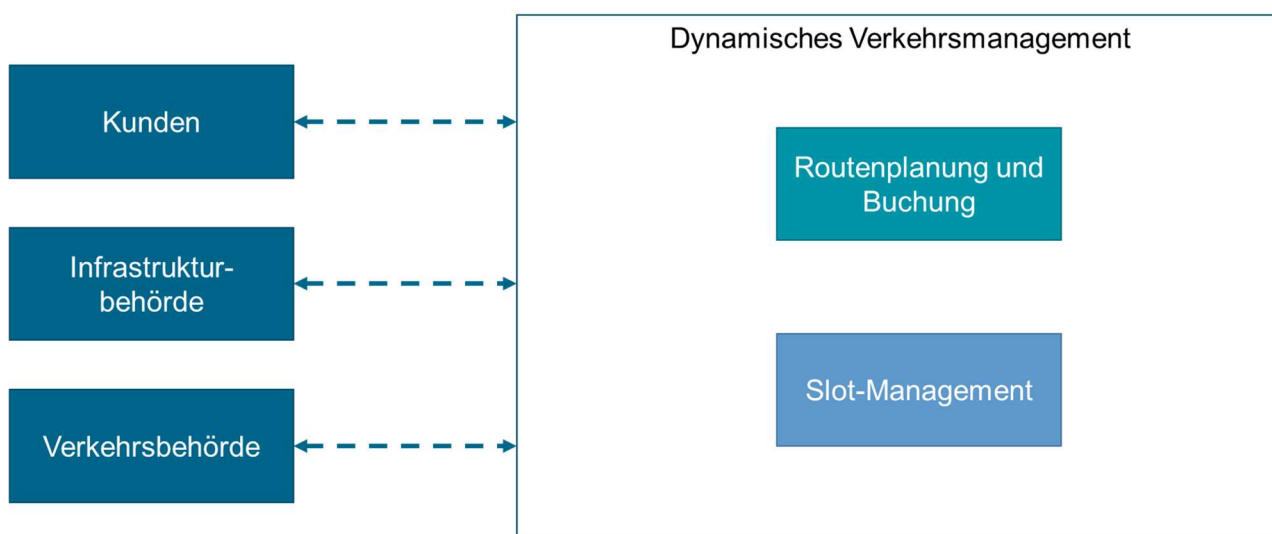 Dynamisches Verkehrsmanagement
Kunden
Routenplanung und
Buchung
Infrastruktur-
behörde
Slot-Management
Verkehrsbehörde